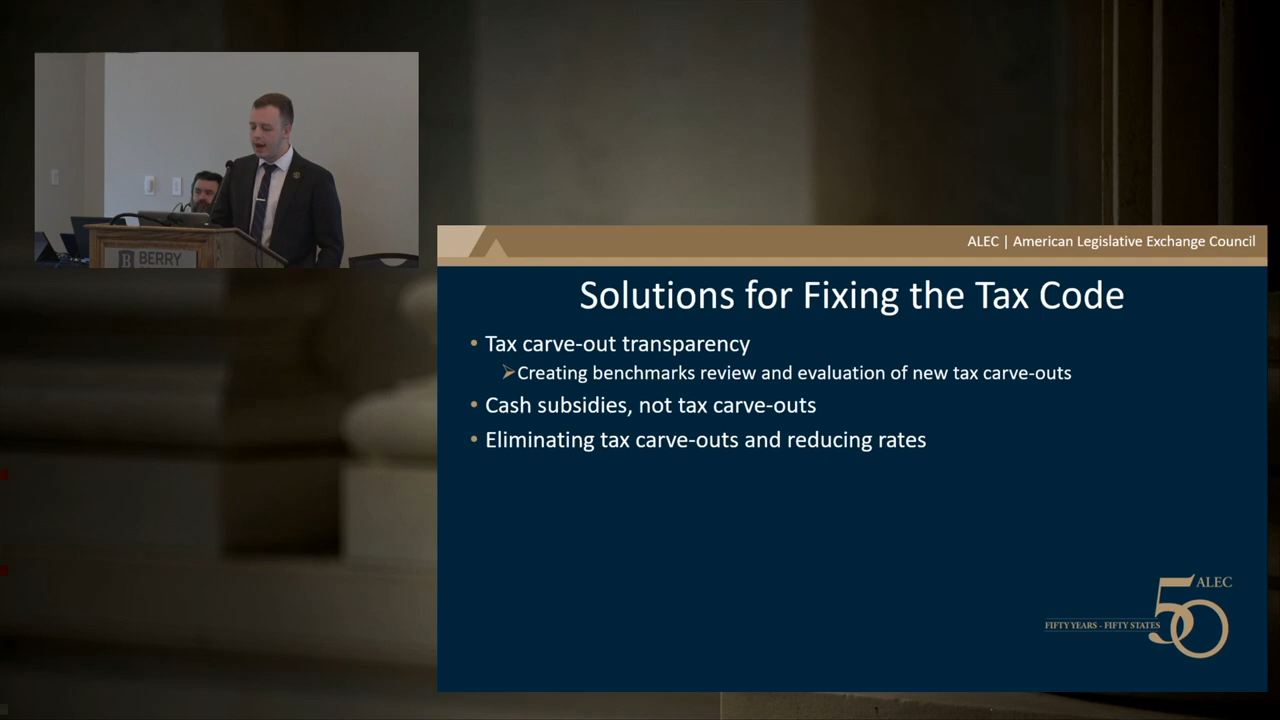 BERRY
ALEC | American Legislative Exchange Council
Solutions for Fixing the Tax Code
• Tax carve-out transparency
➢Creating benchmarks review and evaluation of new tax carve-outs
• Cash subsidies, not tax carve-outs
• Eliminating tax carve-outs and reducing rates
50 ALEC
FIFTY YEARS - FIFTY STATES